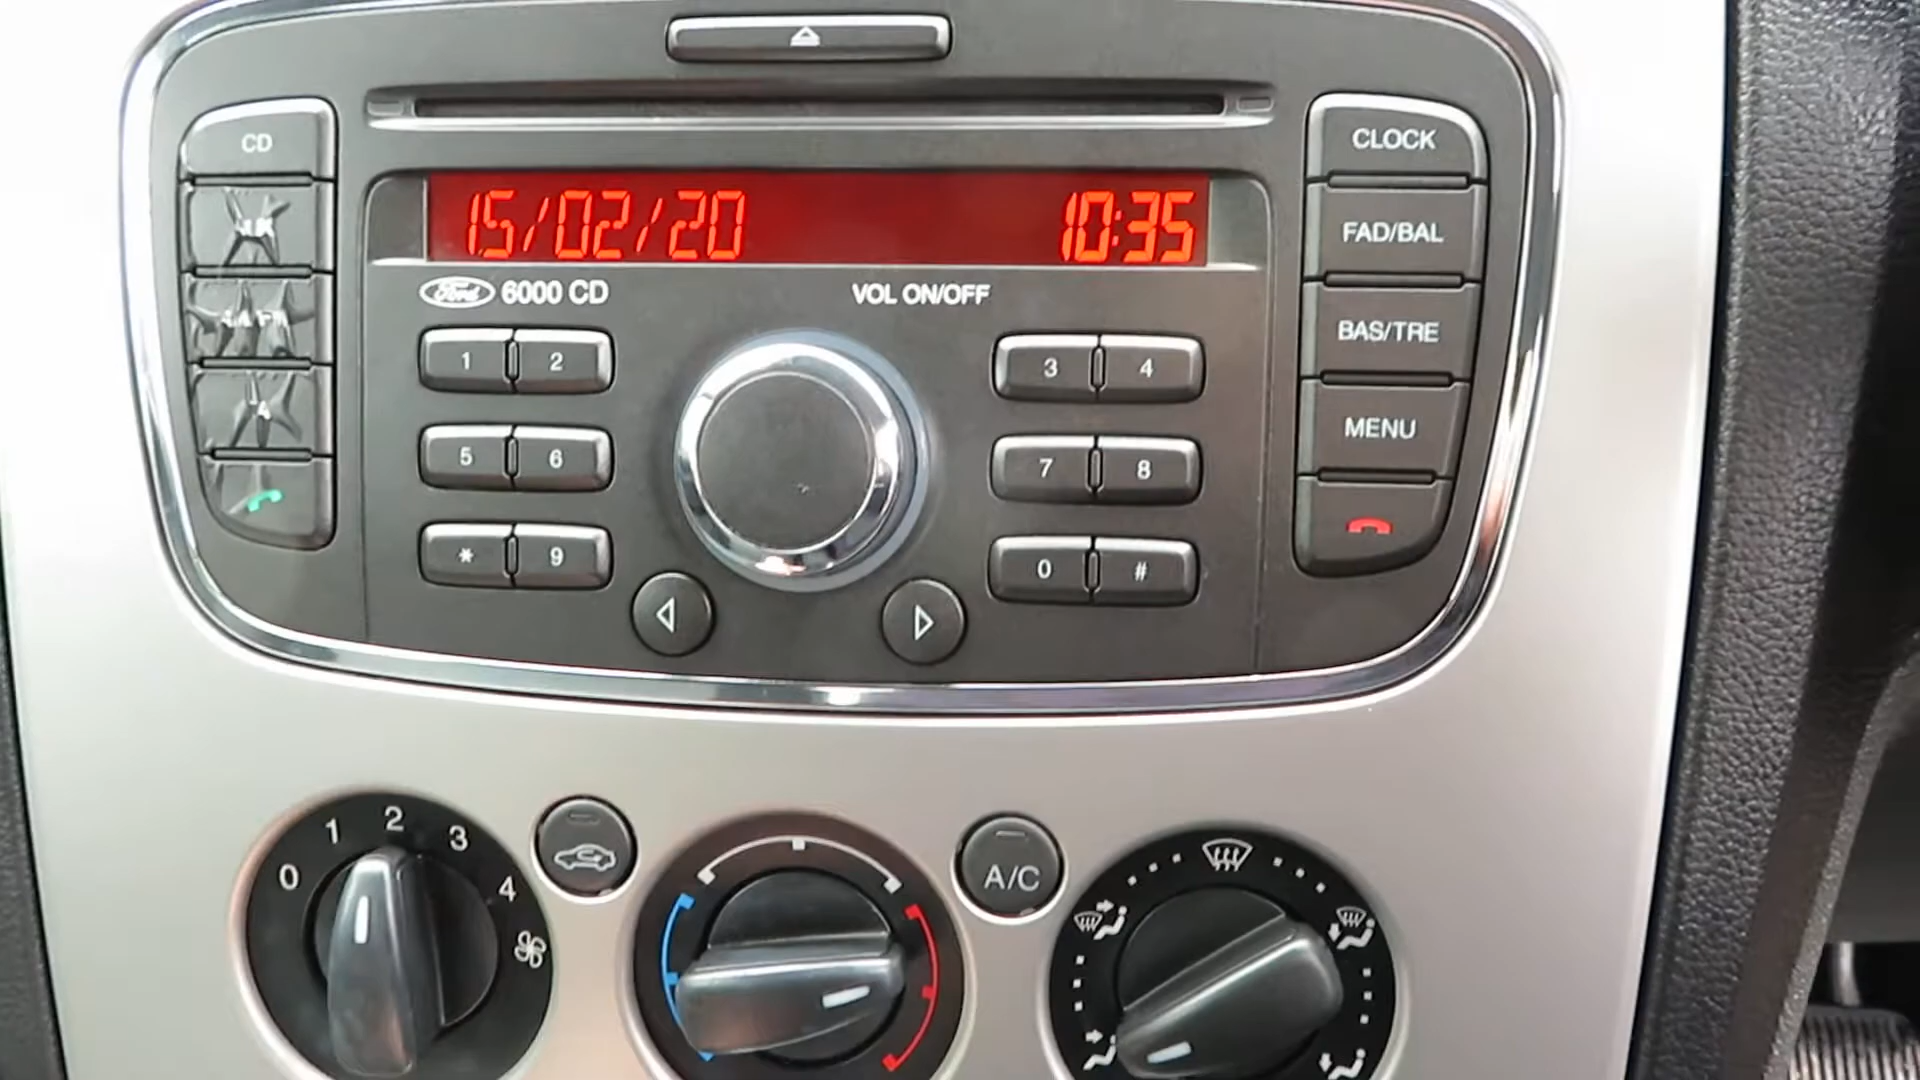 CD
CLOCK
15/02/20 10:35
FAD/BAL
Ford 6000 CD VOL ON/OFF
BAS/TRE
1 2 3 4
MENU
5 6 7 8
* 9 0 #
0 1 2 3 4
A/C